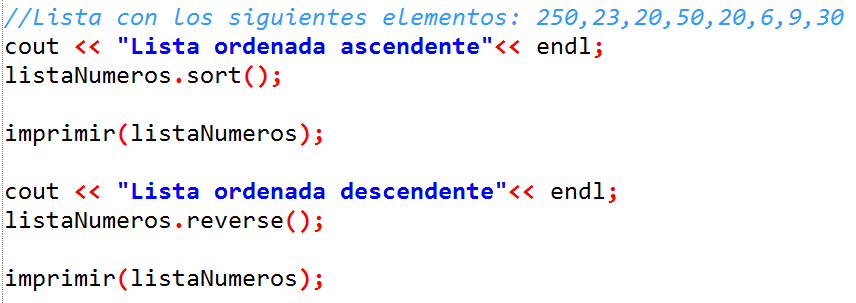 //Lista con los siguientes elementos: 250,23,20,50,20,6,9,30
cout << "Lista ordenada ascendente"<< endl;
listaNumeros.sort();
imprimir(listaNumeros);
cout << "Lista ordenada descendente"<< endl;
listaNumeros.reverse();
imprimir(listaNumeros);